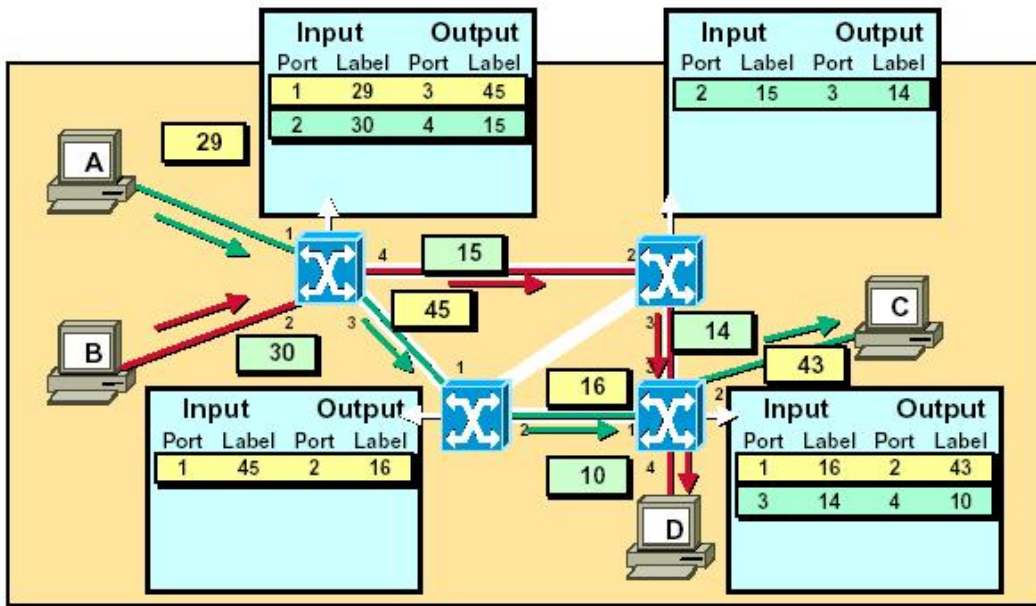 Input Output
Port Label Port Label
1 29 3 45
2 30 4 15
Input Output
Port Label Port Label
2 15 3 14
29
A
1
4
15
2
C
B
2
3
45
30
3
14
43
1
16
3
2
2
1
10
4
D
Input Output
Port Label Port Label
1 45 2 16
Input Output
Port Label Port Label
1 16 2 43
3 14 4 10